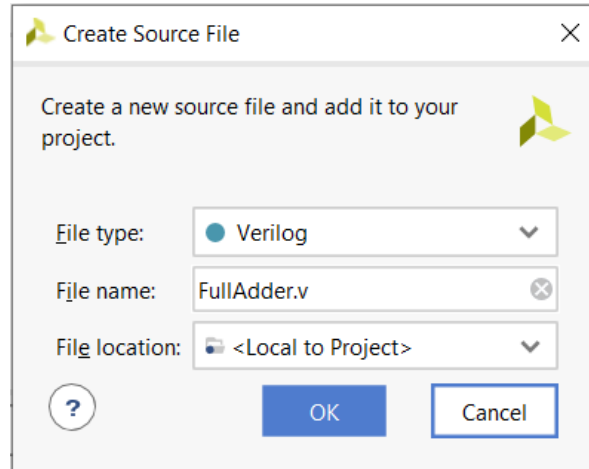 Create Source File
Create a new source file and add it to your
project.
File type: Verilog
File name: FullAdder.v
File location: <Local to Project>
? OK Cancel